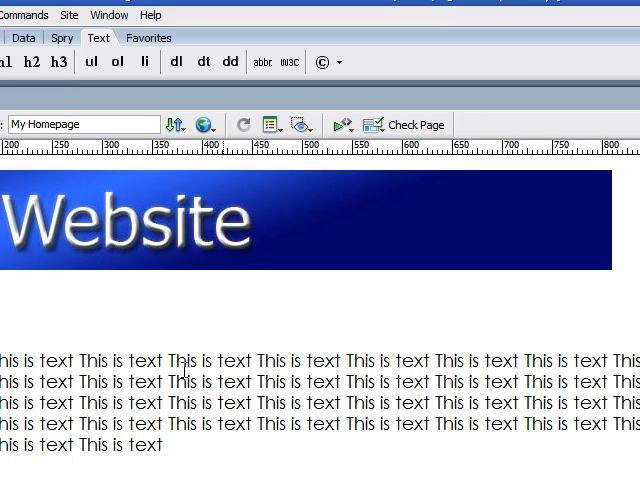 Commands Site Window Help
Data Spry Text Favorites
h1 h2 h3 ul ol li dl dt dd abbr. W3C ©
: My Homepage Check Page
200 250 300 350 400 450 500 550 600 650 700 750 800
Website
his is text This is text This is text This is text This is text This is text This is text This
his is text This is text This is text This is text This is text This is text This is text This
his is text This is text This is text This is text This is text This is text This is text This
his is text This is text This is text This is text This is text This is text This is text This
his is text This is text